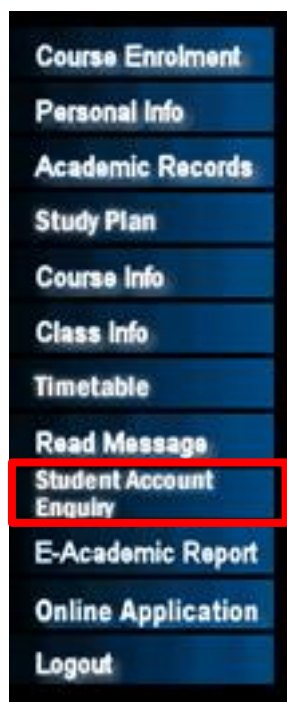 Course Enrolment
Personal Info
Academic Records
Study Plan
Course Info
Class Info
Timetable
Read Message
Student Account
Enquiry
E-Academic Report
Online Application
Logout